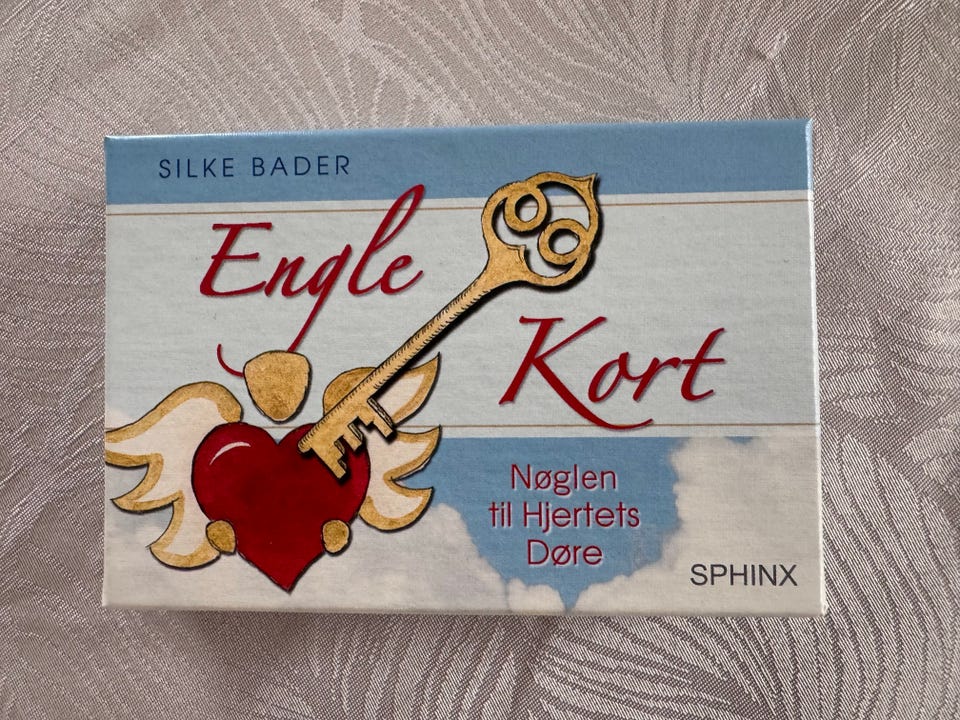 SILKE BADER
Engle
Kort
Nøglen
til Hjertets
Døre
SPHINX